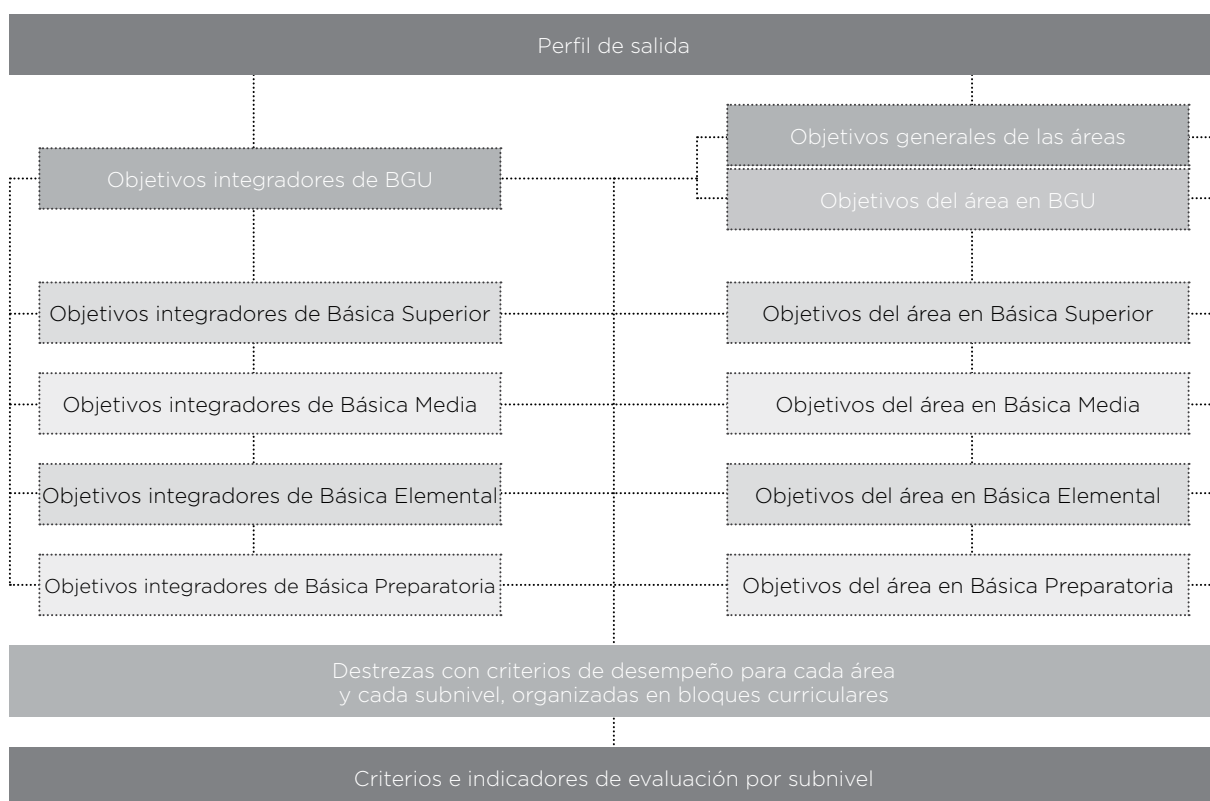 Perfil de salida
Objetivos generales de las áreas
Objetivos integradores de BGU
Objetivos del área en BGU
Objetivos integradores de Básica Superior
Objetivos del área en Básica Superior
Objetivos integradores de Básica Media
Objetivos del área en Básica Media
Objetivos integradores de Básica Elemental
Objetivos del área en Básica Elemental
Objetivos integradores de Básica Preparatoria
Objetivos del área en Básica Preparatoria
Destrezas con criterios de desempeño para cada área
y cada subnivel, organizadas en bloques curriculares
Criterios e indicadores de evaluación por subnivel